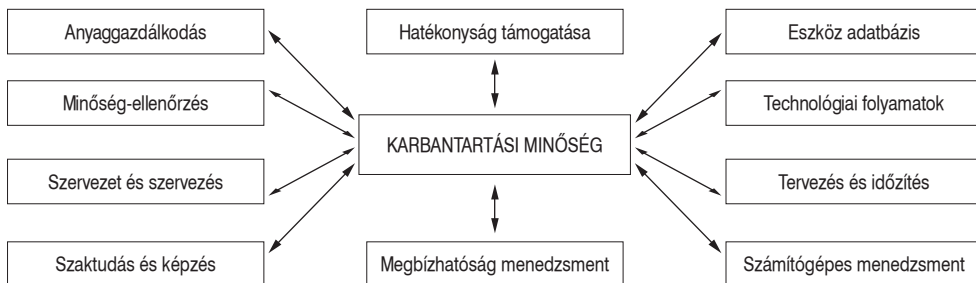 Anyaggazdálkodás
Hatékonyság támogatása
Eszköz adatbázis
Minőség-ellenőrzés
Technológiai folyamatok
KARBANTARTÁSI MINŐSÉG
Szervezet és szervezés
Tervezés és időzítés
Szaktudás és képzés
Megbízhatóság menedzsment
Számítógépes menedzsment